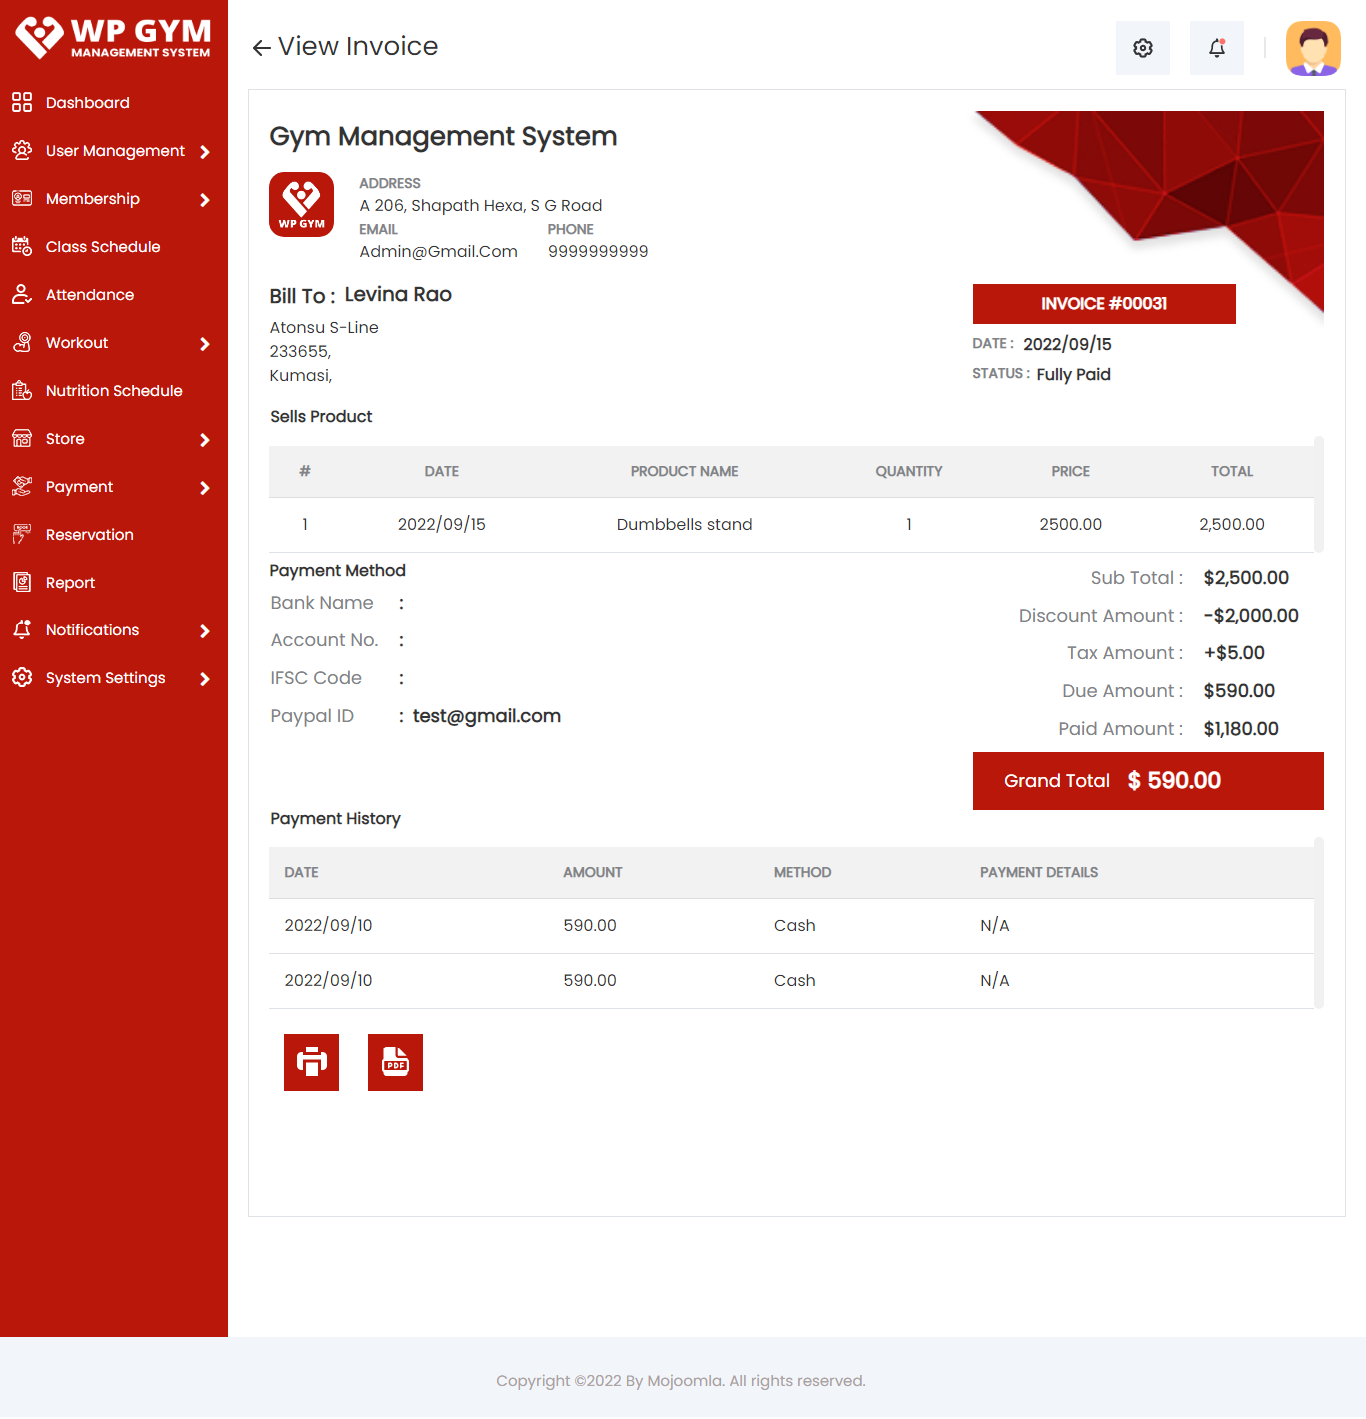 WP GYM
MANAGEMENT SYSTEM
Dashboard
User Management
Membership
Class Schedule
Attendance
Workout
Nutrition Schedule
Store
Payment
Reservation
Report
Notifications
System Settings
View Invoice
Gym Management System
WP GYM
ADDRESS
A 206, Shapath Hexa, S G Road
EMAIL PHONE
Admin@Gmail.Com 9999999999
Bill To : Levina Rao
Atonsu S-Line
233655,
Kumasi,
INVOICE #00031
DATE : 2022/09/15
STATUS : Fully Paid
Sells Product
# DATE PRODUCT NAME QUANTITY PRICE TOTAL
1 2022/09/15 Dumbbells stand 1 2500.00 2,500.00
Payment Method
Bank Name :
Account No. :
IFSC Code :
Paypal ID : test@gmail.com
Sub Total : $2,500.00
Discount Amount : -$2,000.00
Tax Amount : +$5.00
Due Amount : $590.00
Paid Amount : $1,180.00
Grand Total $ 590.00
Payment History
DATE AMOUNT METHOD PAYMENT DETAILS
2022/09/10 590.00 Cash N/A
2022/09/10 590.00 Cash N/A
PDF
Copyright ©2022 By Mojoomla. All rights reserved.